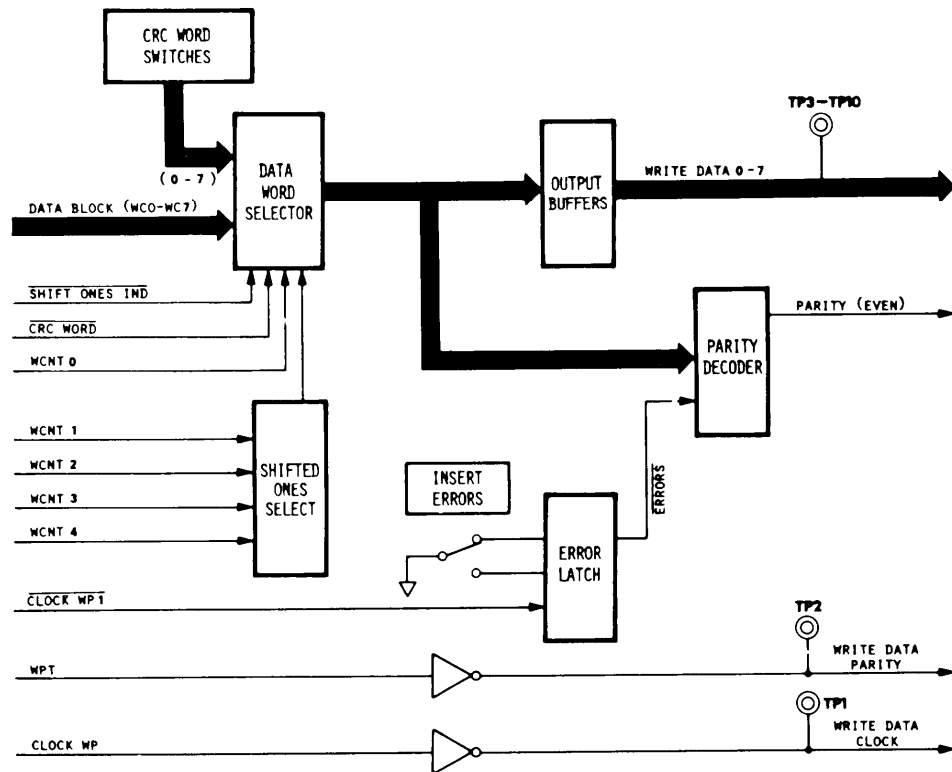 CRC WORD
SWITCHES
TP3-TP10
(0-7)
DATA
WORD
SELECTOR
OUTPUT
BUFFERS
WRITE DATA 0-7
DATA BLOCK (WC0-WC7)
SHIFT ONES IND
CRC WORD
WCNT 0
PARITY (EVEN)
PARITY
DECODER
WCNT 1
WCNT 2
WCNT 3
WCNT 4
SHIFTED
ONES
SELECT
INSERT
ERRORS
ERRORS
ERROR
LATCH
CLOCK WP1
TP2
WPT
WRITE DATA
PARITY
TP1
CLOCK WP
WRITE DATA
CLOCK